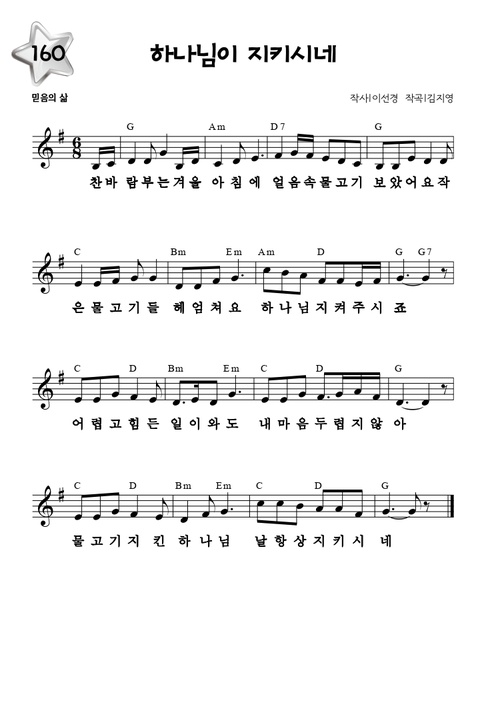 160
하나님이 지키시네
믿음의 삶
작사|이선경 작곡|김지영
G Am D7 G
찬바 람부는겨울 아 침 에 얼음속물고기 보았어요작
C Bm Em Am D G G7
은 물 고 기 들 헤 엄 쳐 요 하 나 님 지 켜 주 시 죠
C D Bm Em C D G
어 렵 고 힘 든 일 이 와 도 내 마 음 두 렵 지 않 아
C D Bm Em C D G
물 고 기 지 킨 하 나 님 날 항 상 지 키 시 네